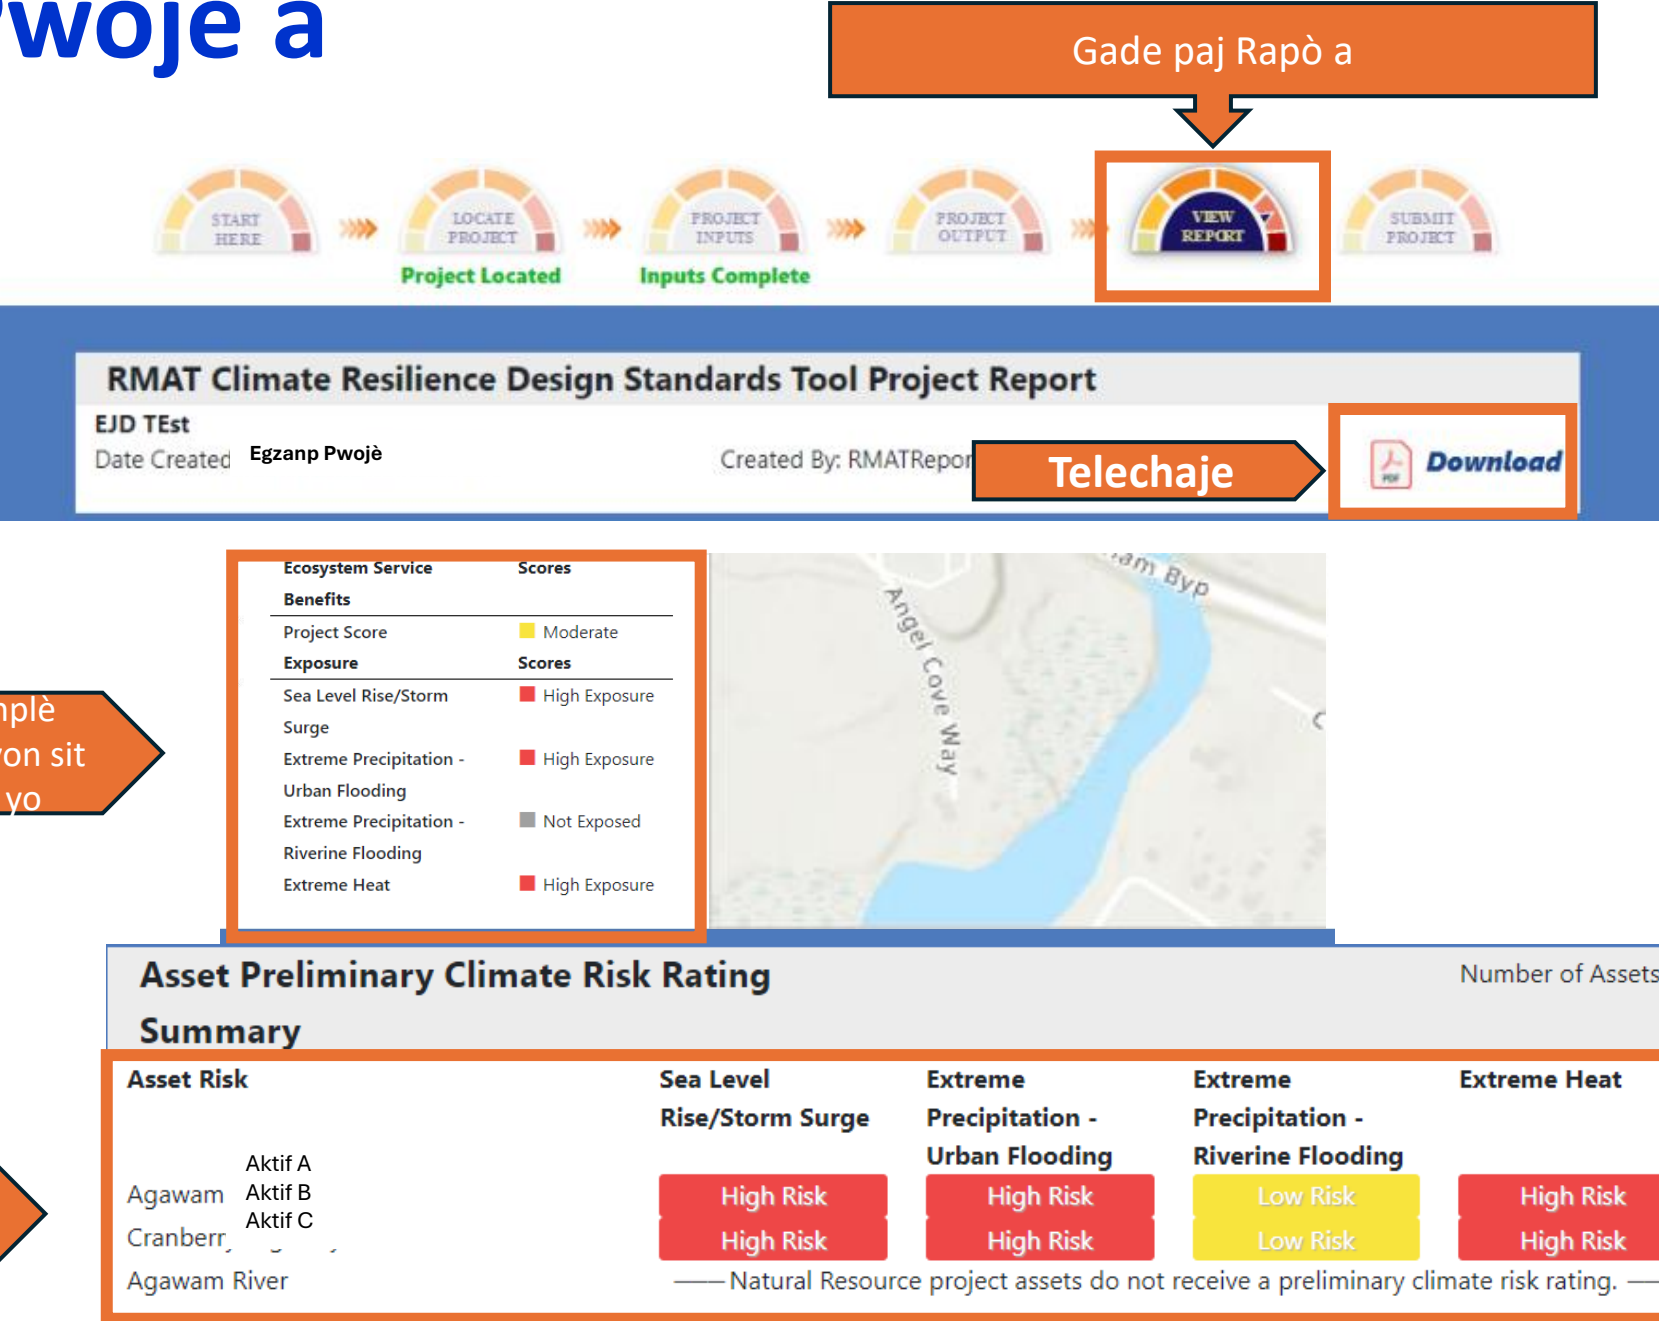 Pwojè a
Gade paj Rapò a
START
HERE
LOCATE
PROJECT
PROJECT
INPUTS
PROJECT
OUTPUT
VIEW
REPORT
SUBMIT
PROJECT
Project Located
Inputs Complete
RMAT Climate Resilience Design Standards Tool Project Report
EJD TEst
Date Created
Egzanp Pwojè
Created By: RMATRepor
Telechaje
PDF
Download
Ecosystem Service Scores
Benefits
Project Score Moderate
Exposure Scores
Sea Level Rise/Storm High Exposure
Surge
Extreme Precipitation - High Exposure
Urban Flooding
Extreme Precipitation - Not Exposed
Riverine Flooding
Extreme Heat High Exposure
am Byp
Angel Cove Way
mplè
yon sit
yo
Asset Preliminary Climate Risk Rating Number of Assets
Summary
Asset Risk Sea Level Extreme Extreme Extreme Heat
Rise/Storm Surge Precipitation - Precipitation -
Urban Flooding Riverine Flooding
Aktif A
Agawam Aktif B High Risk High Risk Low Risk High Risk
Aktif C
Cranberr High Risk High Risk Low Risk High Risk
Agawam River Natural Resource project assets do not receive a preliminary climate risk rating.